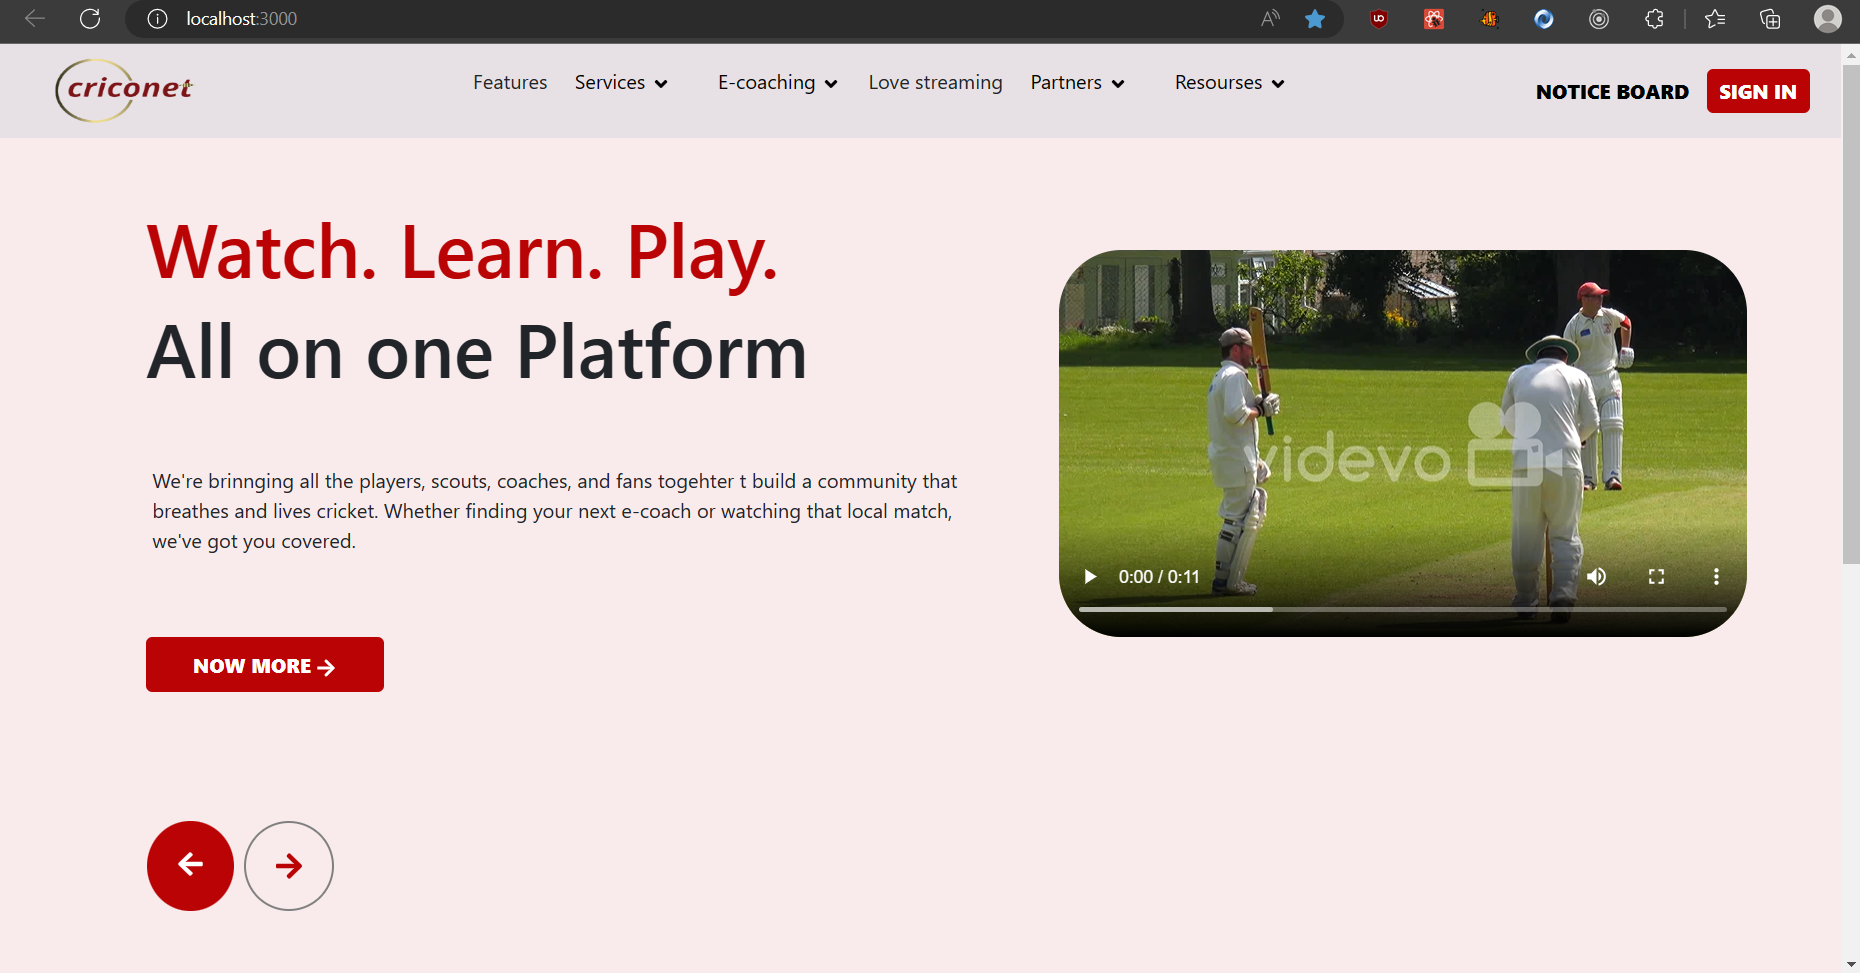 localhost:3000
criconet
Features Services E-coaching Love streaming Partners Resourses
NOTICE BOARD SIGN IN
Watch. Learn. Play.
All on one Platform
We're brinnging all the players, scouts, coaches, and fans togehter t build a community that
breathes and lives cricket. Whether finding your next e-coach or watching that local match,
we've got you covered.
NOW MORE
videvo
0:00 / 0:11